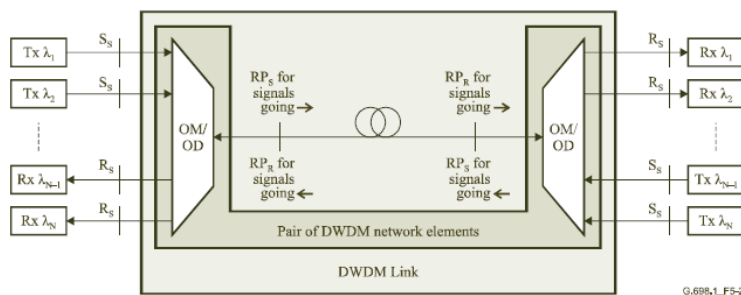 Tx λ1
SS
RS
Rx λ1
Tx λ2
SS
RS
Rx λ2
RPS for
signals
going
RPR for
signals
going
OM/
OD
OM/
OD
RPR for
signals
going
RPS for
signals
going
Rx λN–1
RS
SS
Tx λN–1
Rx λN
RS
SS
Tx λN
Pair of DWDM network elements
DWDM Link